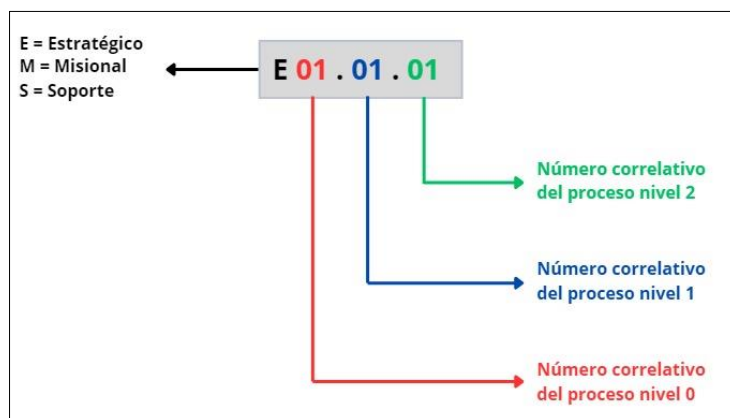 E = Estratégico
M = Misional
S = Soporte
E 01 . 01 . 01
Número correlativo
del proceso nivel 2
Número correlativo
del proceso nivel 1
Número correlativo
del proceso nivel 0